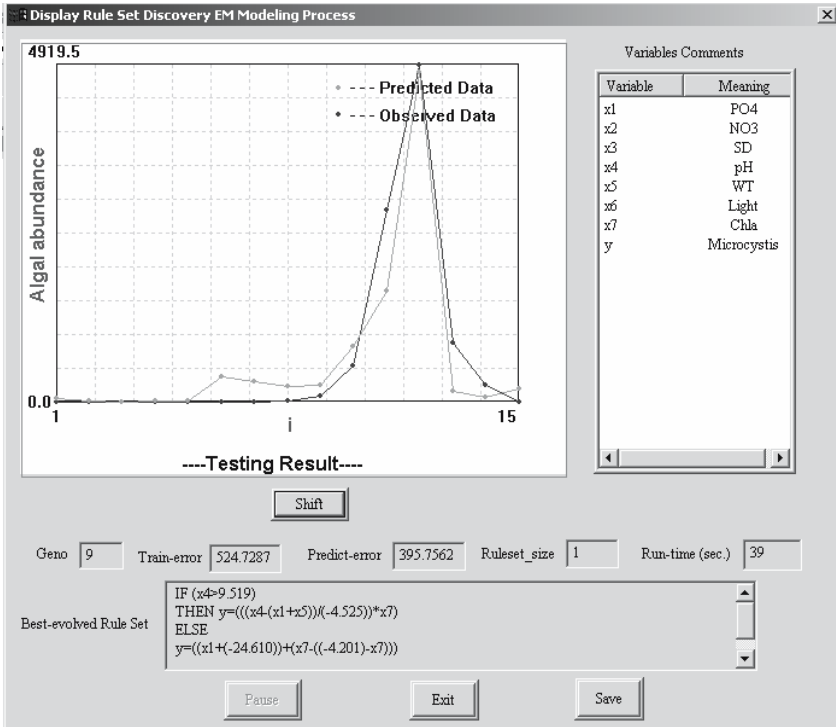 Display Rule Set Discovery EM Modeling Process
4919.5
--- Predicted Data
--- Observed Data
Algal abundance
0.0
1
15
i
----Testing Result----
Variables Comments
Variable Meaning
x1 PO4
x2 NO3
x3 SD
x4 pH
x5 WT
x6 Light
x7 Chla
y Microcystis
Shift
Geno 9 Train-error 524.7287 Predict-error 395.7562 Ruleset_size 1 Run-time (sec.) 39
Best-evolved Rule Set
IF (x4>9.519)
THEN y=(((x4-(x1+x5))/(-4.525))*x7)
ELSE
y=((x1+(-24.610))+(x7-((-4.201)-x7)))
Pause Exit Save